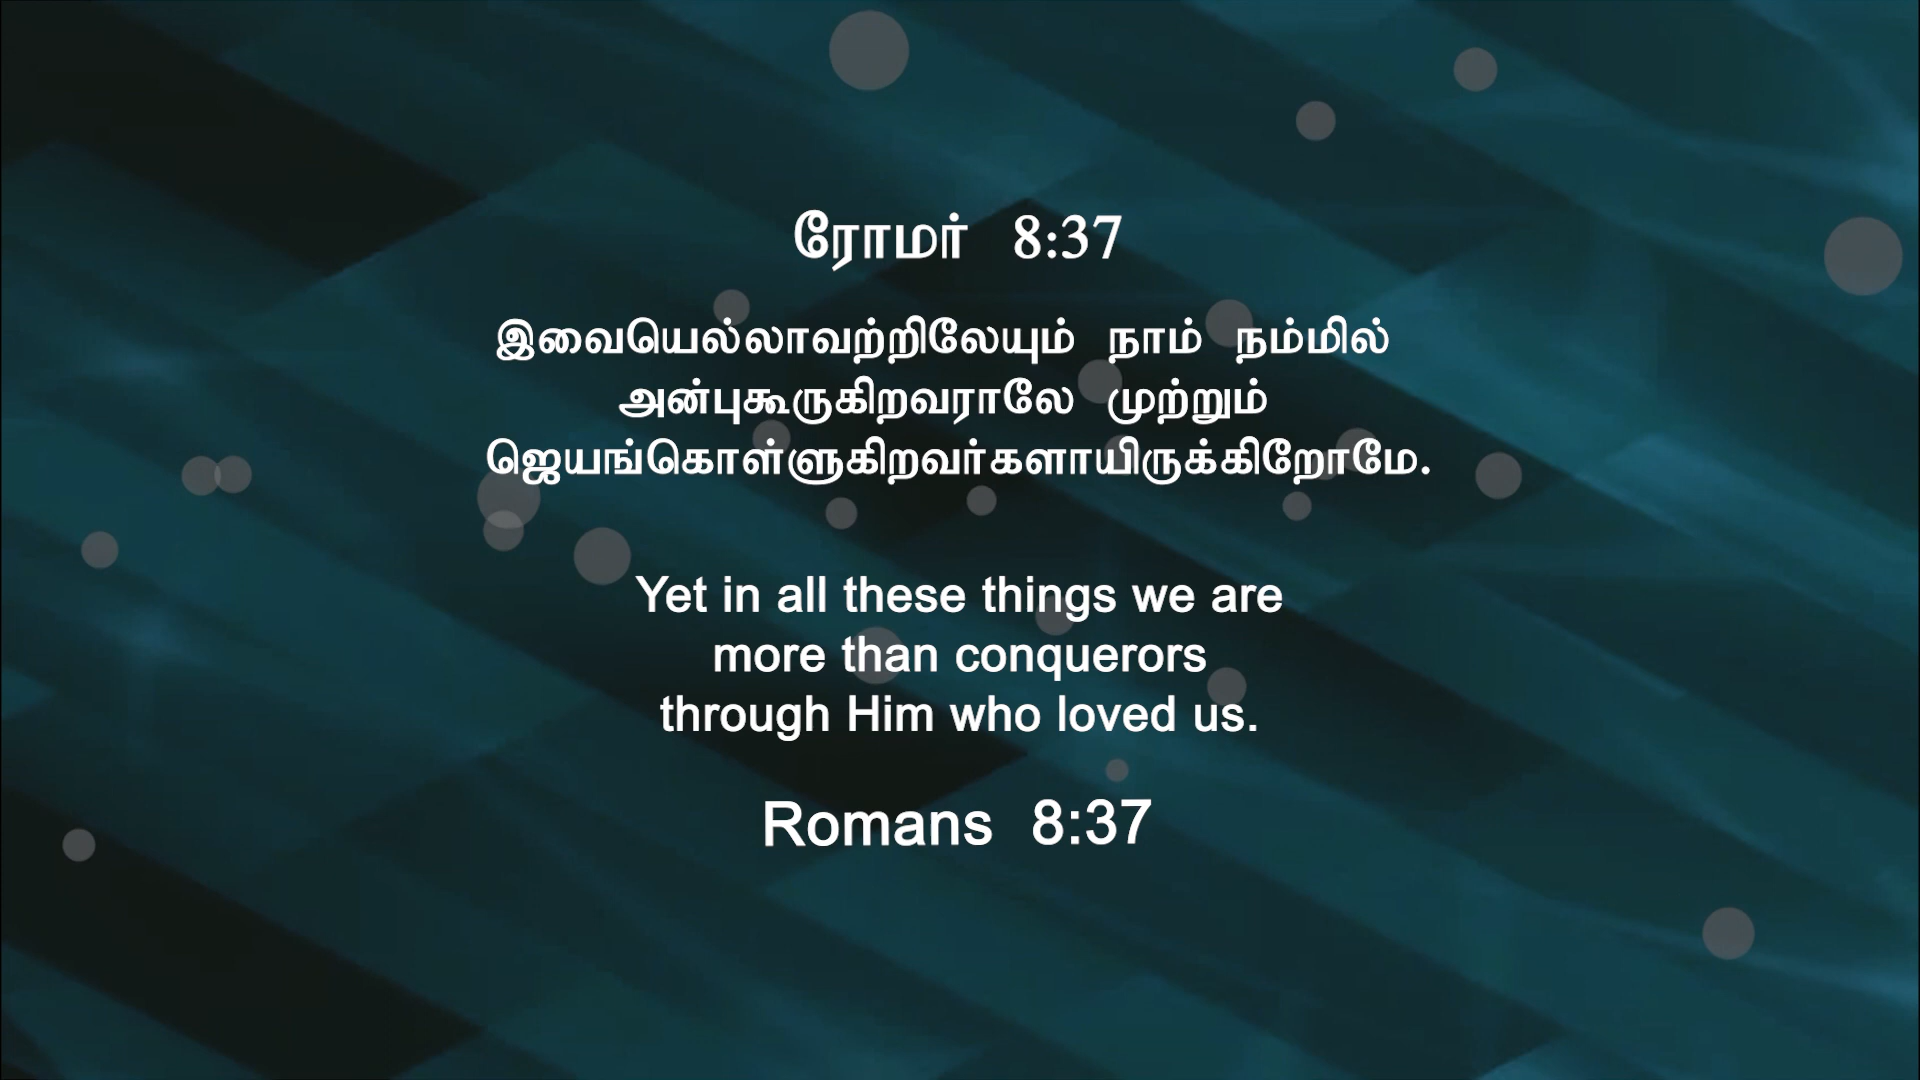 ரோமர் 8:37
இவையெல்லாவற்றிலேயும் நாம் நம்மில்
அன்புகூருகிறவராலே முற்றும்
ஜெயங்கொள்ளுகிறவர்களாயிருக்கிறோமே.
Yet in all these things we are
more than conquerors
through Him who loved us.
Romans 8:37